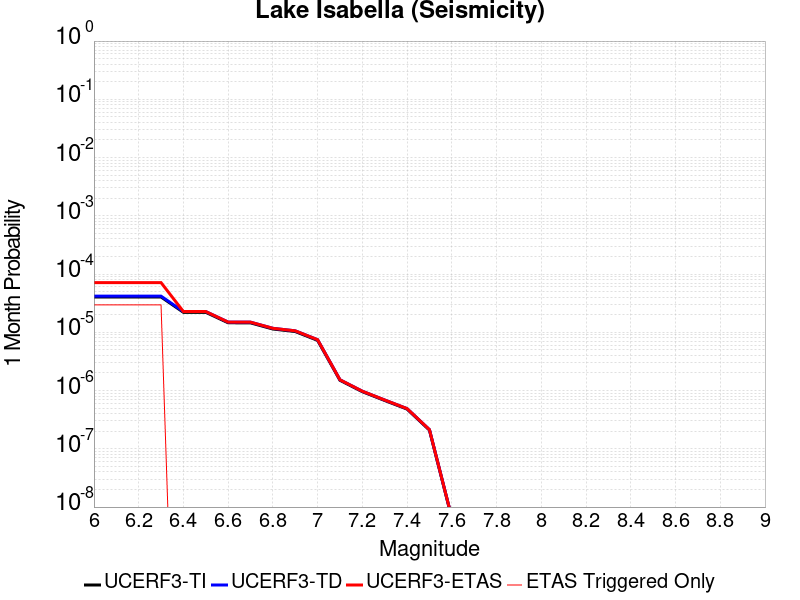 Lake Isabella (Seismicity)
10^0
10^-1
10^-2
10^-3
10^-4
10^-5
10^-6
10^-7
10^-8
1 Month Probability
6 6.2 6.4 6.6 6.8 7 7.2 7.4 7.6 7.8 8 8.2 8.4 8.6 8.8 9
Magnitude
UCERF3-TI UCERF3-TD UCERF3-ETAS ETAS Triggered Only